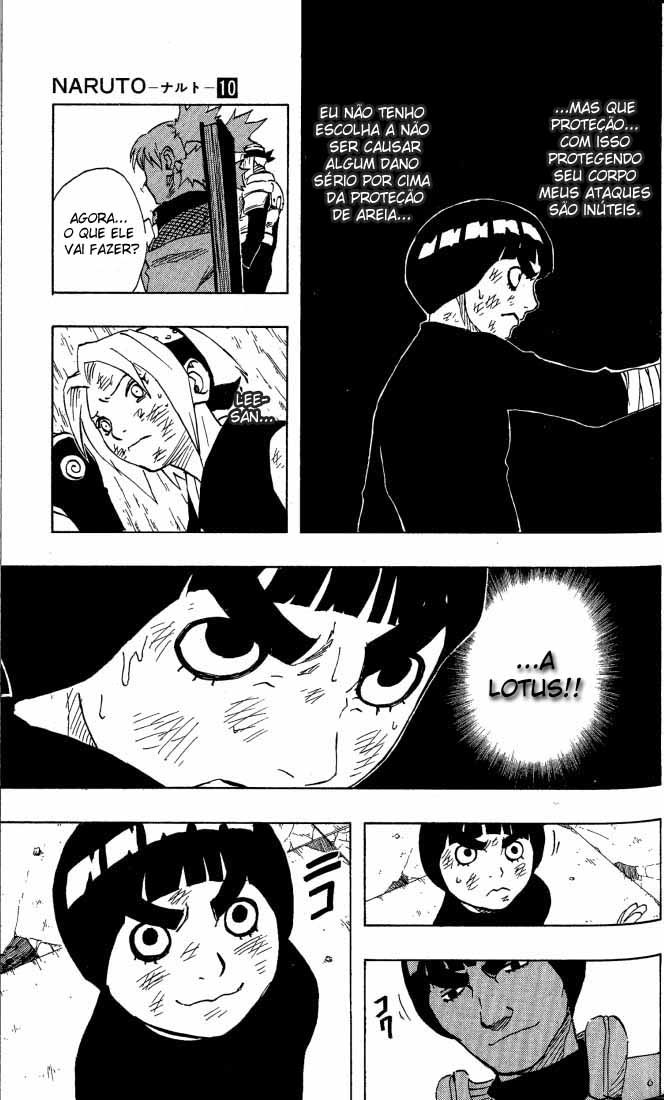 NARUTO —ナルト— 10
...MAS QUE
PROTEÇÃO...
COM ISSO
PROTEGENDO
SEU CORPO
MEUS ATAQUES
SÃO INÚTEIS.
EU NÃO TENHO
ESCOLHA A NÃO
SER CAUSAR
ALGUM DANO
SÉRIO POR CIMA
DA PROTEÇÃO
DE AREIA...
AGORA...
O QUE ELE
VAI FAZER?
LEE-
SAN...
...A
LOTUS!!
コク
ニコ